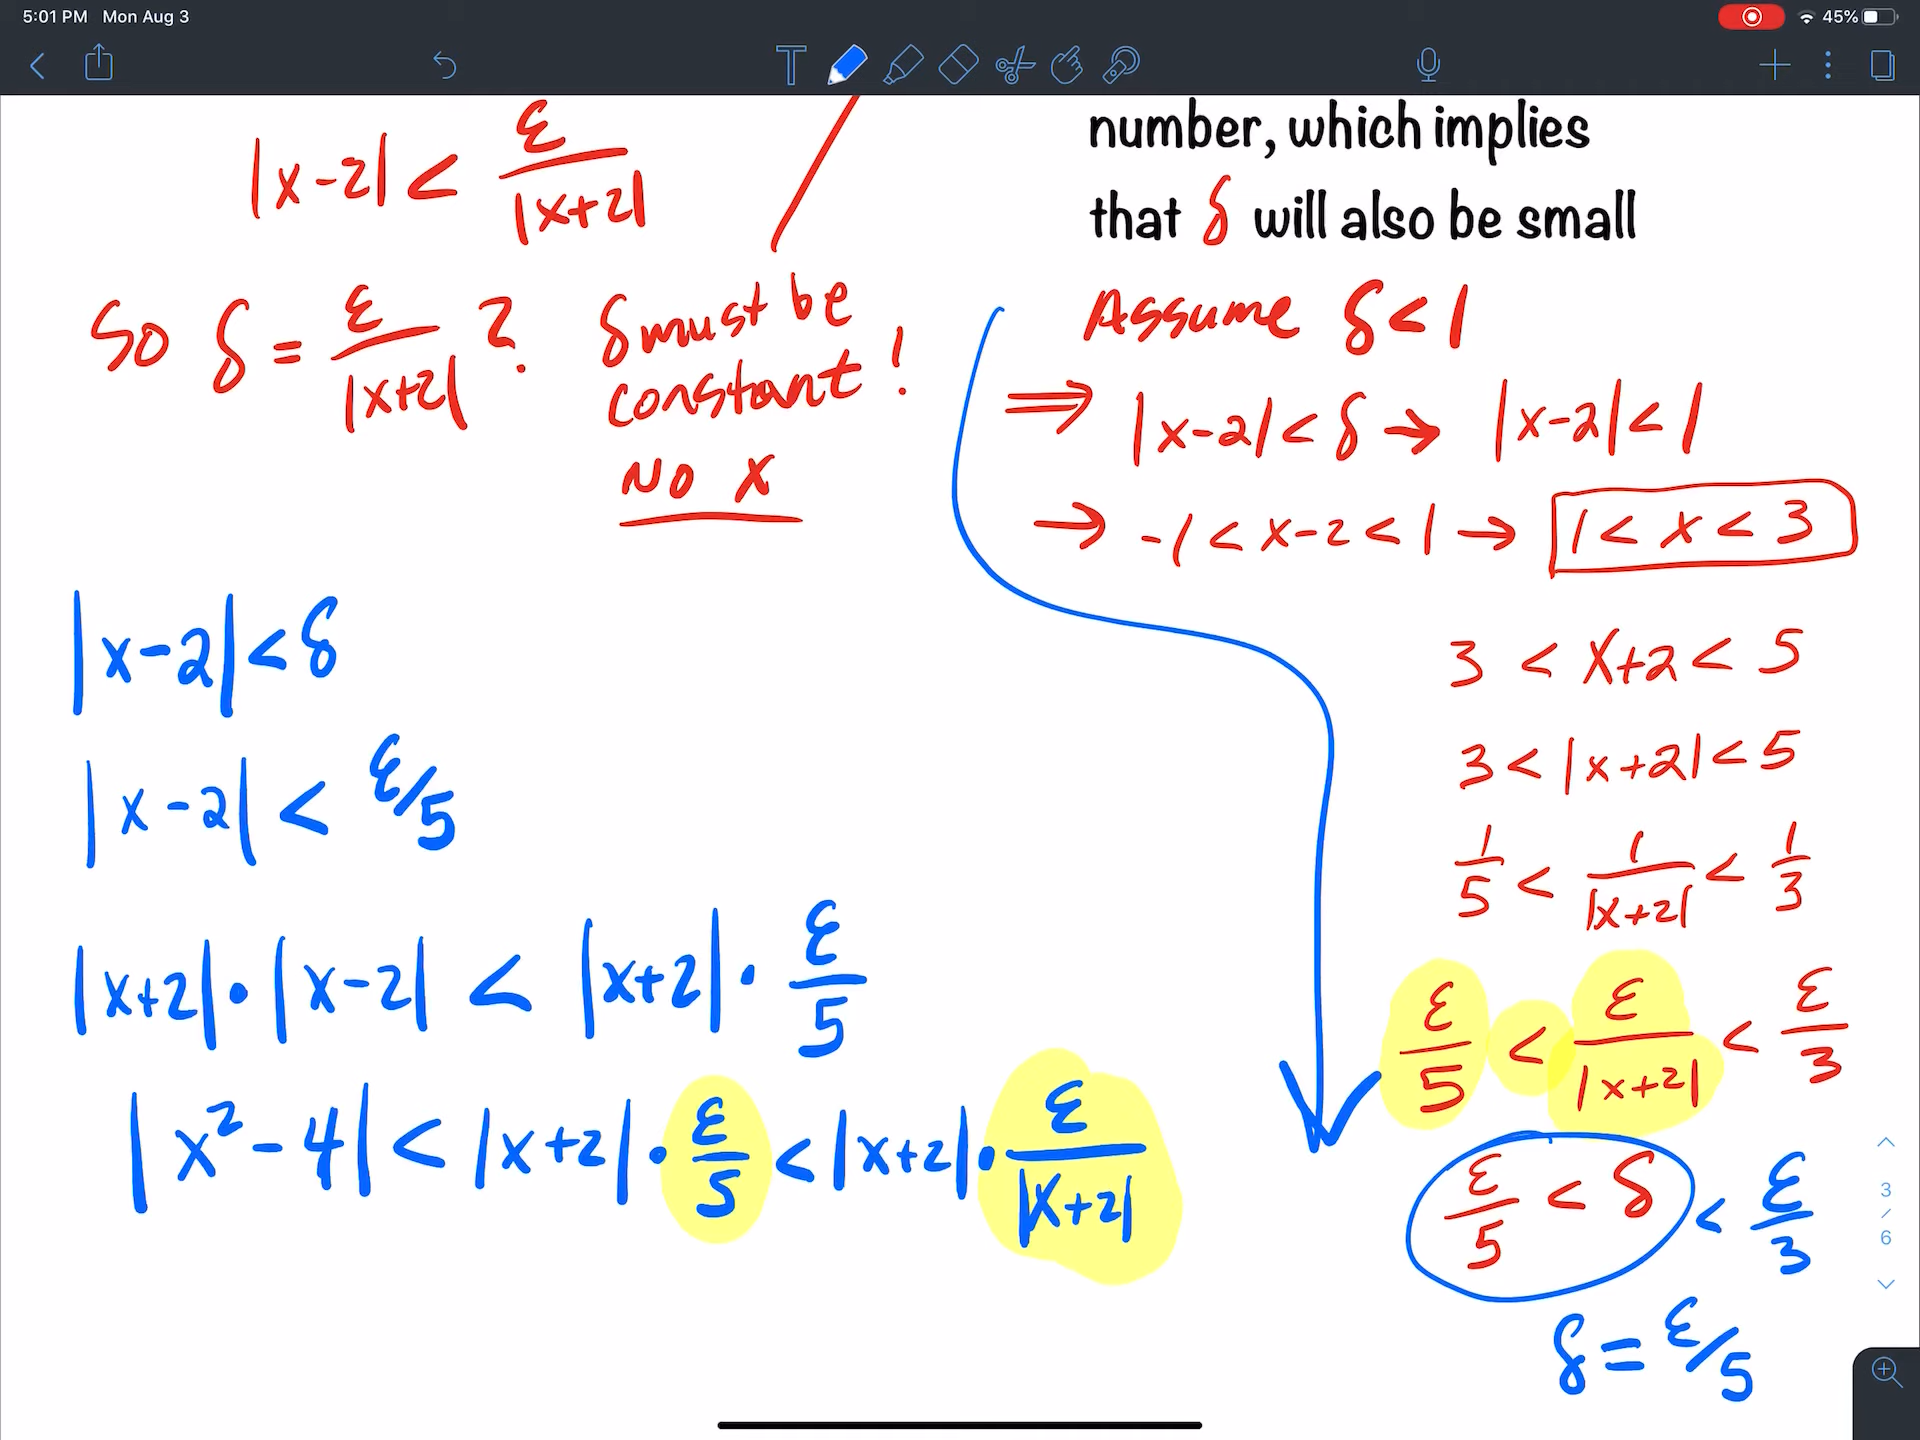 5:01 PM Mon Aug 3
45%
T
|x-2| < ε/|x+2|
So δ = ε/|x+2| ?
δ must be
constant!
NO X
number, which implies
that δ will also be small
Assume δ < 1
⇒ |x-2| < δ → |x-2| < 1
→ -1 < x-2 < 1 → 1 < x < 3
3 < x+2 < 5
3 < |x+2| < 5
1/5 < 1/|x+2| < 1/3
ε/5 < ε/|x+2| < ε/3
ε/5 < δ < ε/3
δ = ε/5
|x-2| < δ
|x-2| < ε/5
|x+2| • |x-2| < |x+2| • ε/5
|x²-4| < |x+2| • ε/5 < |x+2| • ε/|x+2|
3
/
6